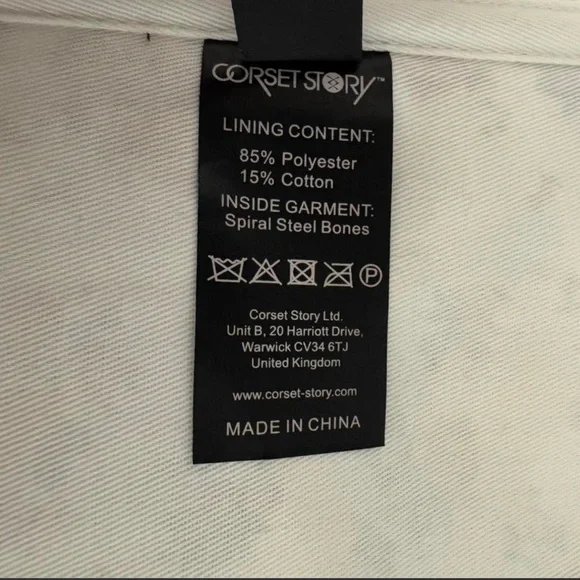 CORSET STORY™
LINING CONTENT:
85% Polyester
15% Cotton
INSIDE GARMENT:
Spiral Steel Bones
P
Corset Story Ltd.
Unit B, 20 Harriott Drive,
Warwick CV34 6TJ
United Kingdom
www.corset-story.com
MADE IN CHINA